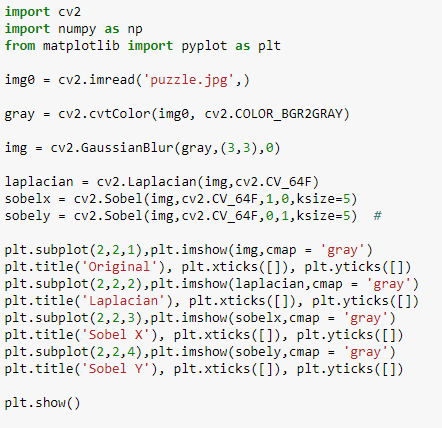 import cv2
import numpy as np
from matplotlib import pyplot as plt
img0 = cv2.imread('puzzle.jpg',)
gray = cv2.cvtColor(img0, cv2.COLOR_BGR2GRAY)
img = cv2.GaussianBlur(gray,(3,3),0)
laplacian = cv2.Laplacian(img,cv2.CV_64F)
sobelx = cv2.Sobel(img,cv2.CV_64F,1,0,ksize=5)
sobely = cv2.Sobel(img,cv2.CV_64F,0,1,ksize=5)  #
plt.subplot(2,2,1),plt.imshow(img,cmap = 'gray')
plt.title('Original'), plt.xticks([]), plt.yticks([])
plt.subplot(2,2,2),plt.imshow(laplacian,cmap = 'gray')
plt.title('Laplacian'), plt.xticks([]), plt.yticks([])
plt.subplot(2,2,3),plt.imshow(sobelx,cmap = 'gray')
plt.title('Sobel X'), plt.xticks([]), plt.yticks([])
plt.subplot(2,2,4),plt.imshow(sobely,cmap = 'gray')
plt.title('Sobel Y'), plt.xticks([]), plt.yticks([])
plt.show()